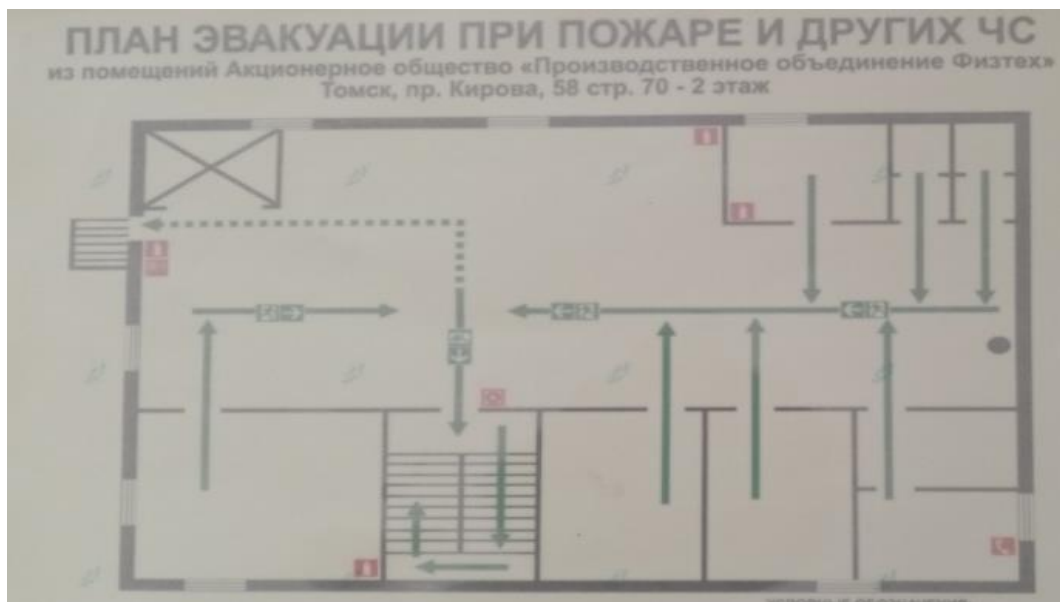 ПЛАН ЭВАКУАЦИИ ПРИ ПОЖАРЕ И ДРУГИХ ЧС
из помещений Акционерное общество «Производственное объединение Физтех»
Томск, пр. Кирова, 58 стр. 70 - 2 этаж